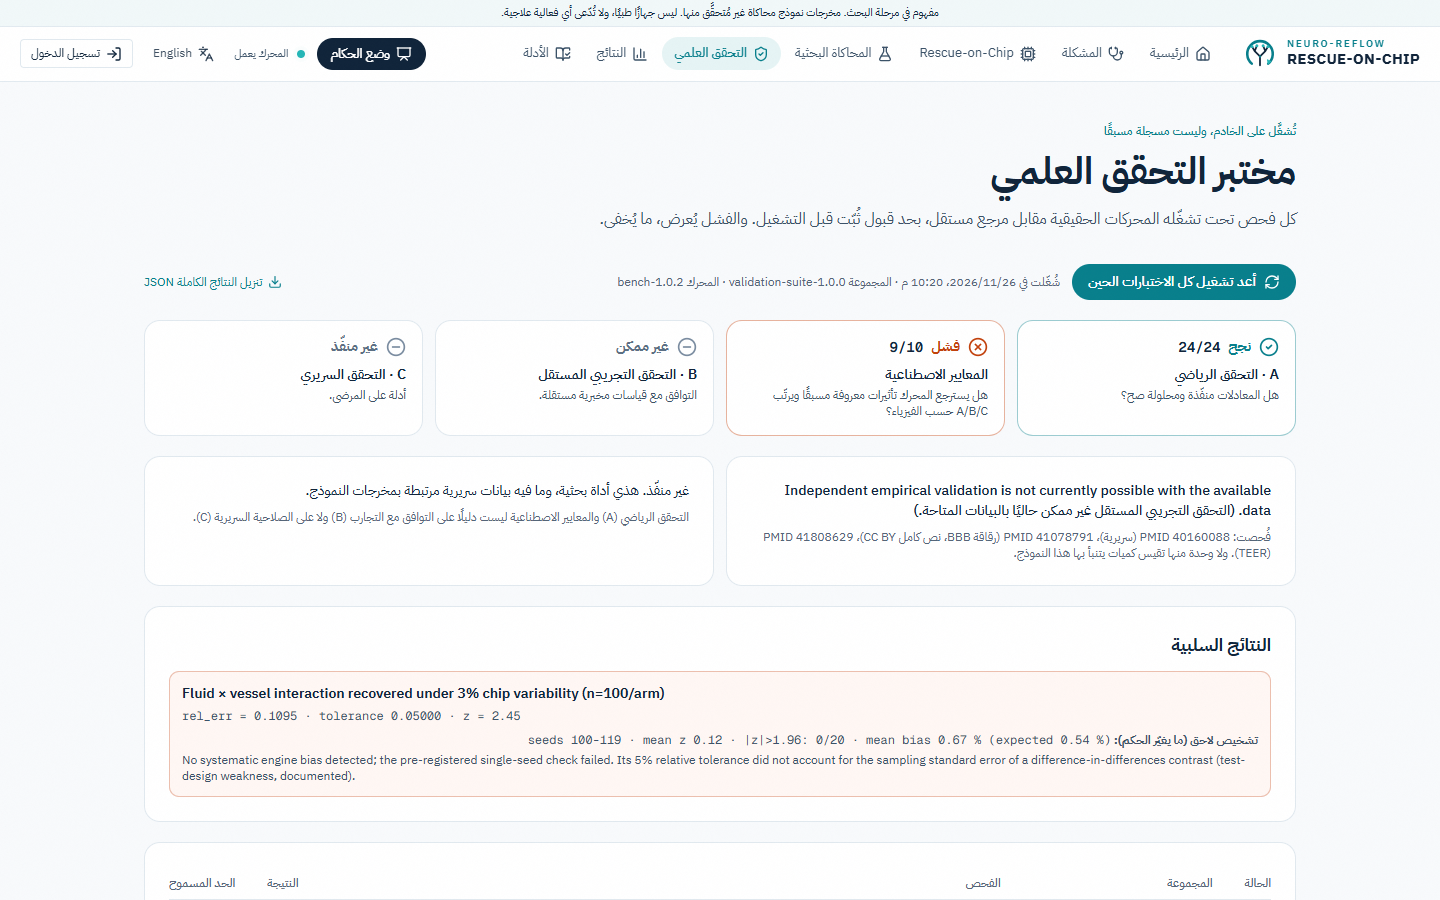 مفهوم في مرحلة البحث. مخرجات نموذج محاكاة غير مُتحقَّق منها. ليس جهازًا طبيًا، ولا تُدّعى أي فعالية علاجية.
NEURO-REFLOW
RESCUE-ON-CHIP
الرئيسية
المشكلة
Rescue-on-Chip
المحاكاة البحثية
التحقق العلمي
النتائج
الأدلة
وضع الحكام
المحرك يعمل
English
تسجيل الدخول
تُشغَّل على الخادم، وليست مسجلة مسبقًا
مختبر التحقق العلمي
كل فحص تحت تشغّله المحركات الحقيقية مقابل مرجع مستقل، بحد قبول ثُبّت قبل التشغيل. والفشل يُعرض، ما يُخفى.
أعد تشغيل كل الاختبارات الحين
شُغّلت في 2026/11/26، 10:20 م · المجموعة validation-suite-1.0.0 · المحرك bench-1.0.2
تنزيل النتائج الكاملة JSON
نجح 24/24
A · التحقق الرياضي
هل المعادلات منفّذة ومحلولة صح؟
فشل 9/10
المعايير الاصطناعية
هل يسترجع المحرك تأثيرات معروفة مسبقًا ويرتّب
A/B/C حسب الفيزياء؟
غير ممكن
B · التحقق التجريبي المستقل
التوافق مع قياسات مخبرية مستقلة.
غير منفّذ
C · التحقق السريري
أدلة على المرضى.
Independent empirical validation is not currently possible with the available
data. (التحقق التجريبي المستقل غير ممكن حاليًا بالبيانات المتاحة.)
فُحصت: PMID 40160088 (سريرية)، PMID 41078791 (رقاقة BBB، نص كامل CC BY)، PMID 41808629
(TEER). ولا وحدة منها تقيس كميات يتنبأ بها هذا النموذج.
غير منفّذ. هذي أداة بحثية، وما فيه بيانات سريرية مرتبطة بمخرجات النموذج.
التحقق الرياضي (A) والمعايير الاصطناعية ليست دليلًا على التوافق مع التجارب (B) ولا على الصلاحية السريرية (C).
النتائج السلبية
Fluid × vessel interaction recovered under 3% chip variability (n=100/arm)
rel_err = 0.1095 · tolerance 0.05000 · z = 2.45
تشخيص لاحق (ما يغيّر الحكم): seeds 100-119 · mean z 0.12 · |z|>1.96: 0/20 · mean bias 0.67 % (expected 0.54 %)
No systematic engine bias detected; the pre-registered single-seed check failed. Its 5% relative tolerance did not account for the sampling standard error of a difference-in-differences contrast (test-
design weakness, documented).
الحالة
المجموعة
الفحص
النتيجة
الحد المسموح